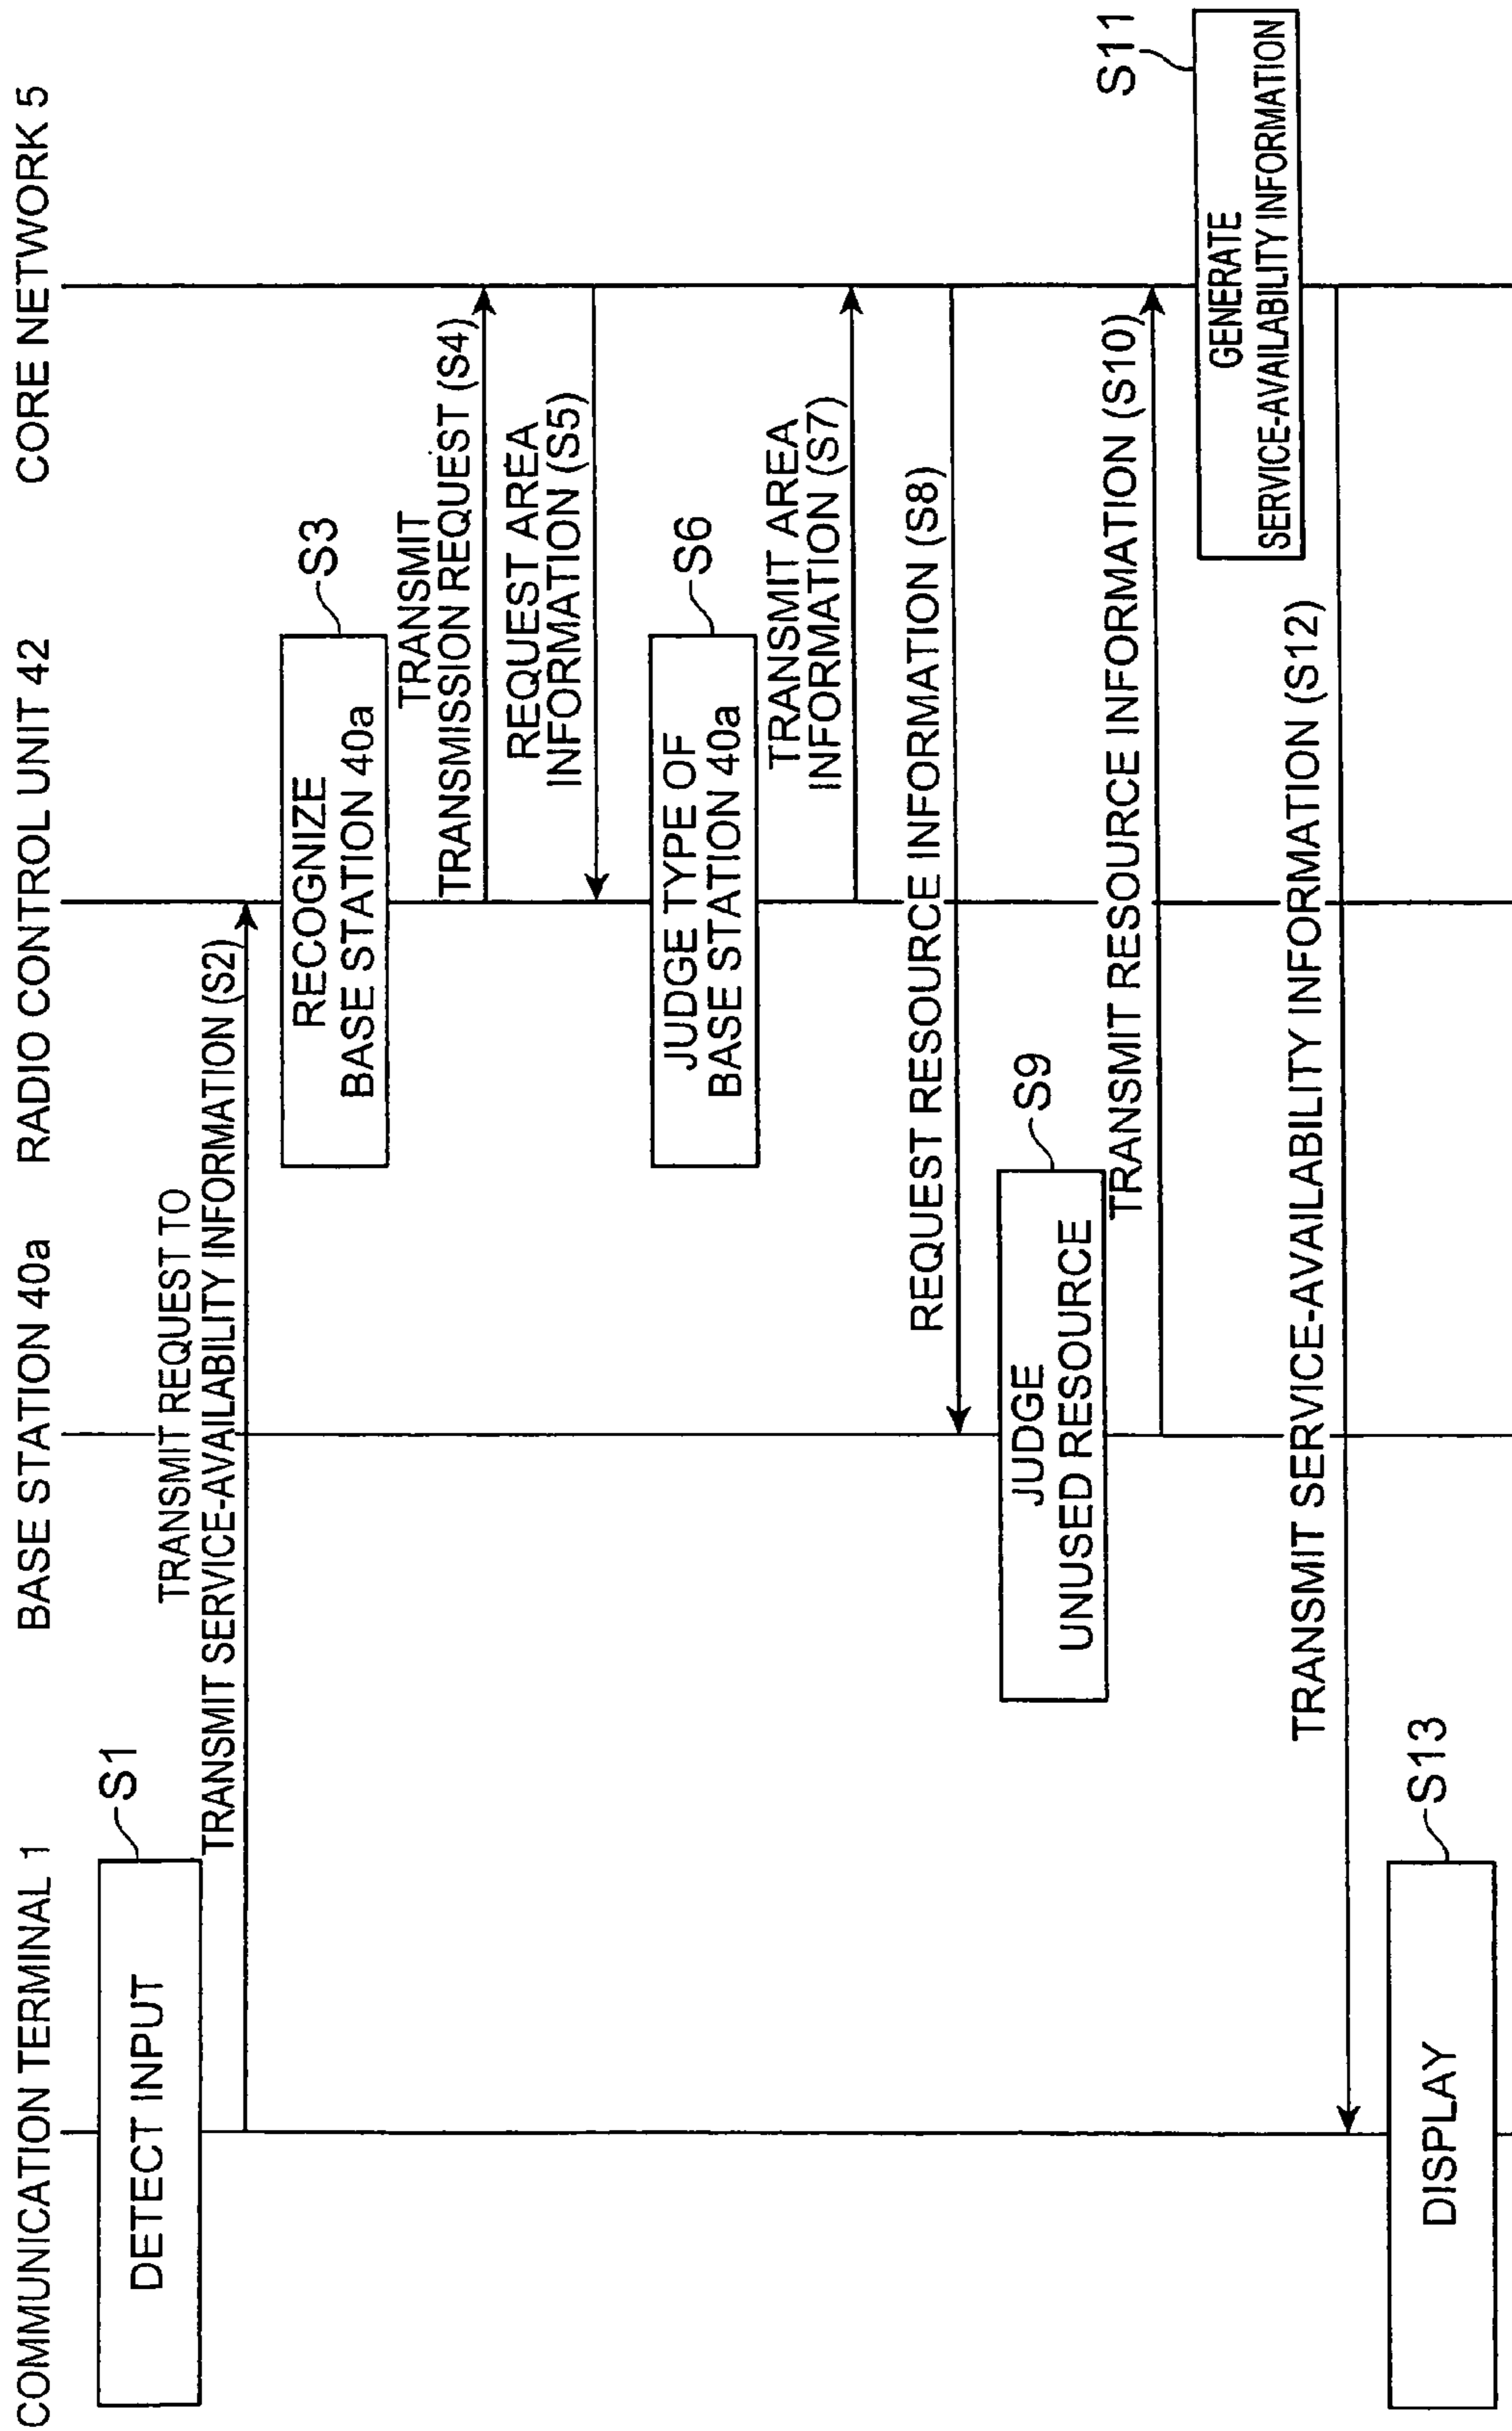 COMMUNICATION TERMINAL 1
BASE STATION 40a
RADIO CONTROL UNIT 42
CORE NETWORK 5
DETECT INPUT
S1
TRANSMIT REQUEST TO
TRANSMIT SERVICE-AVAILABILITY INFORMATION (S2)
RECOGNIZE
BASE STATION 40a
S3
TRANSMIT
TRANSMISSION REQUEST (S4)
REQUEST AREA
INFORMATION (S5)
JUDGE TYPE OF
BASE STATION 40a
S6
TRANSMIT AREA
INFORMATION (S7)
REQUEST RESOURCE INFORMATION (S8)
JUDGE
UNUSED RESOURCE
S9
TRANSMIT RESOURCE INFORMATION (S10)
GENERATE
SERVICE-AVAILABILITY INFORMATION
S11
TRANSMIT SERVICE-AVAILABILITY INFORMATION (S12)
DISPLAY
S13